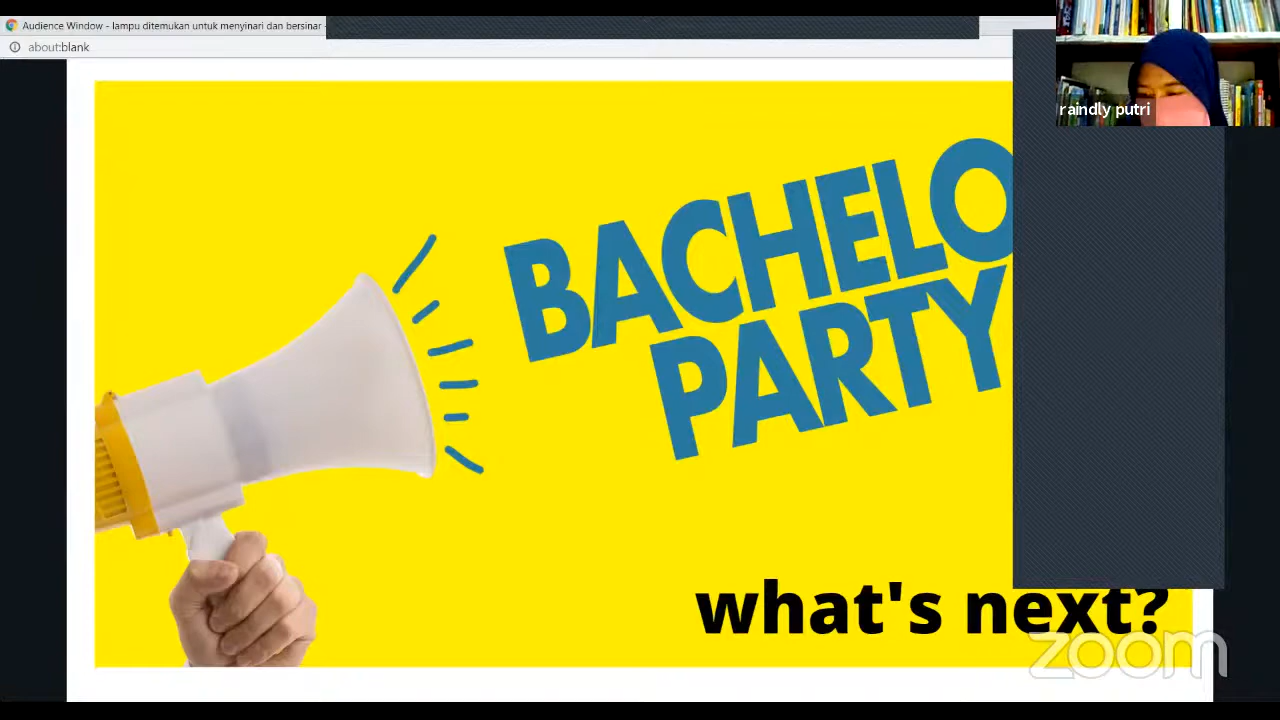 Audience Window - lampu ditemukan untuk menyinari dan bersinar -
about:blank
raindly putri
BACHELO
PARTY
what's next?
zoom